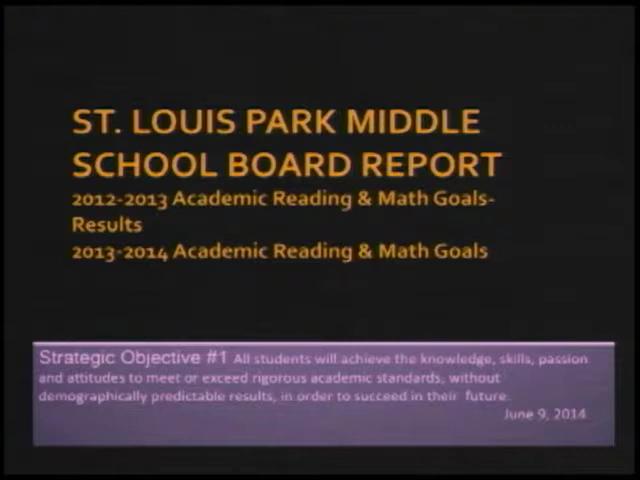 ST. LOUIS PARK MIDDLE
SCHOOL BOARD REPORT
2012-2013 Academic Reading & Math Goals-
Results
2013-2014 Academic Reading & Math Goals
Strategic Objective #1 All students will achieve the knowledge, skills, passion
and attitudes to meet or exceed rigorous academic standards, without
demographically predictable results, in order to succeed in their future.
June 9, 2014